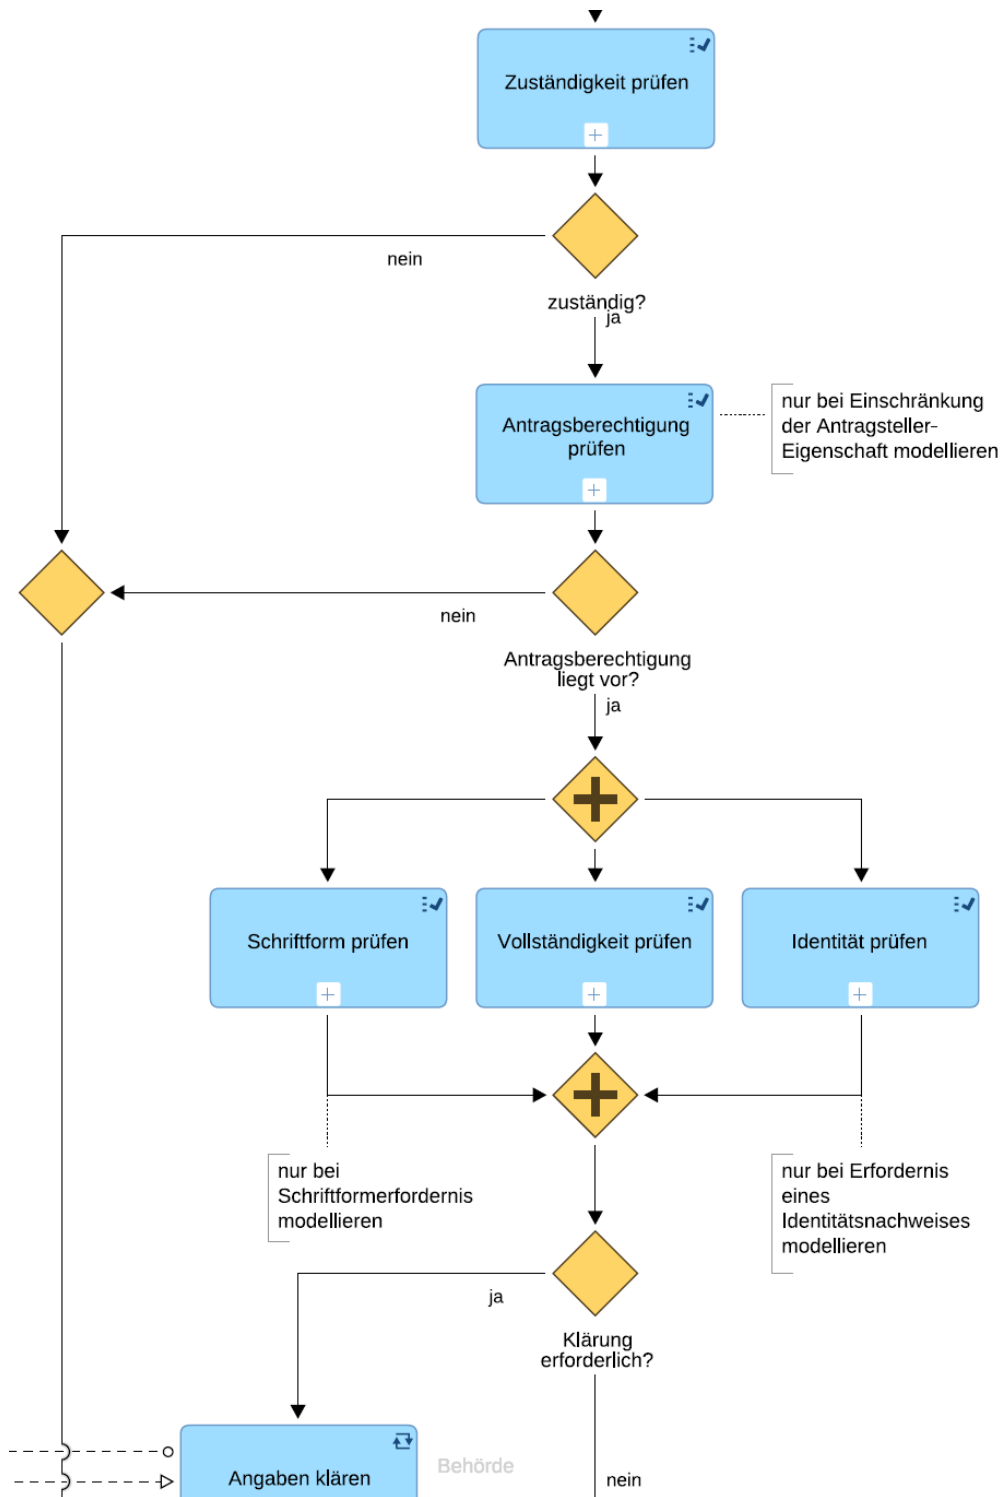 Zuständigkeit prüfen
nein
zuständig?
ja
Antragsberechtigung
prüfen
nur bei Einschränkung
der Antragsteller-
Eigenschaft modellieren
nein
Antragsberechtigung
liegt vor?
ja
Schriftform prüfen
Vollständigkeit prüfen
Identität prüfen
nur bei
Schriftformerfordernis
modellieren
nur bei Erfordernis
eines
Identitätsnachweises
modellieren
ja
Klärung
erforderlich?
Angaben klären
Behörde
nein